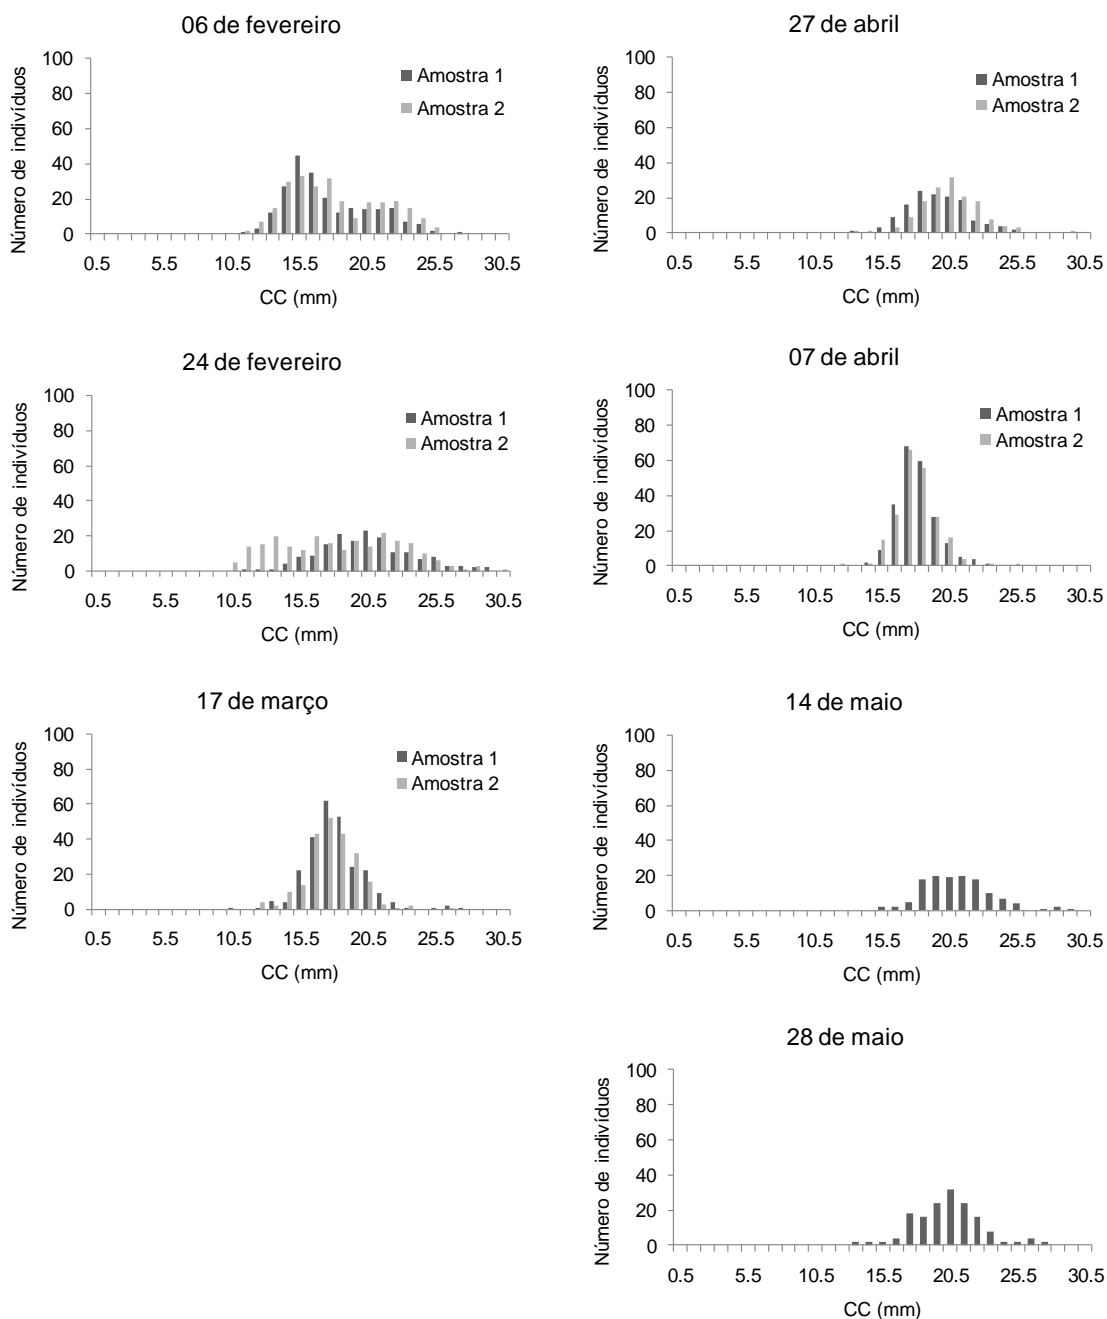 06 de fevereiro
Número de indivíduos
100
80
60
40
20
0
Amostra 1
Amostra 2
0.5 5.5 10.5 15.5 20.5 25.5 30.5
CC (mm)
24 de fevereiro
Número de indivíduos
100
80
60
40
20
0
Amostra 1
Amostra 2
0.5 5.5 10.5 15.5 20.5 25.5 30.5
CC (mm)
17 de março
Número de indivíduos
100
80
60
40
20
0
Amostra 1
Amostra 2
0.5 5.5 10.5 15.5 20.5 25.5 30.5
CC (mm)
27 de abril
Número de indivíduos
100
80
60
40
20
0
Amostra 1
Amostra 2
0.5 5.5 10.5 15.5 20.5 25.5 30.5
CC (mm)
07 de abril
Número de indivíduos
100
80
60
40
20
0
Amostra 1
Amostra 2
0.5 5.5 10.5 15.5 20.5 25.5 30.5
CC (mm)
14 de maio
Número de indivíduos
100
80
60
40
20
0
0.5 5.5 10.5 15.5 20.5 25.5 30.5
CC (mm)
28 de maio
Número de indivíduos
100
80
60
40
20
0
0.5 5.5 10.5 15.5 20.5 25.5 30.5
CC (mm)